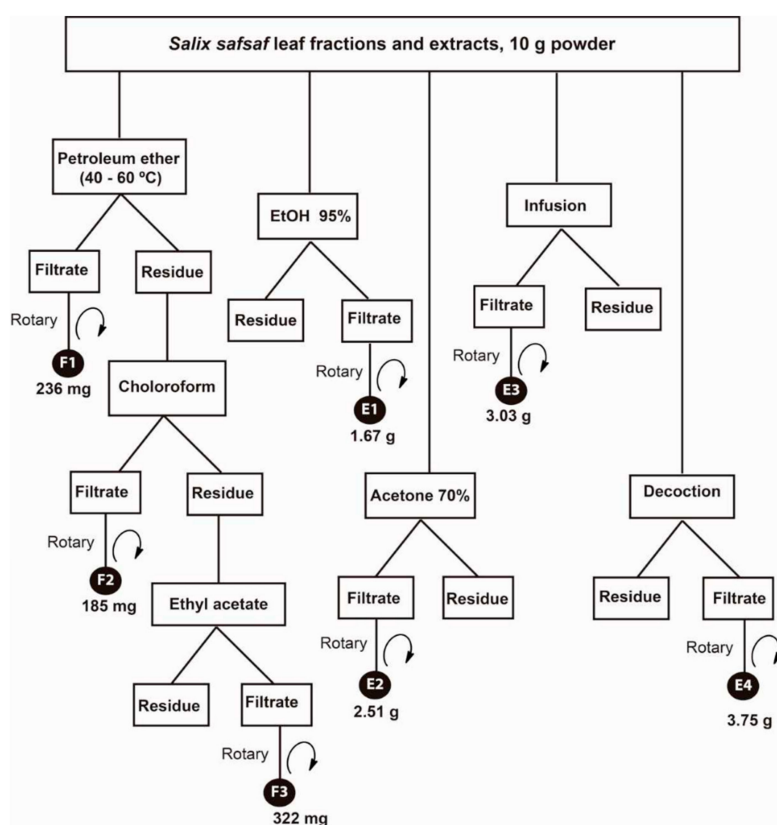 Salix safsaf leaf fractions and extracts, 10 g powder
Petroleum ether
(40 - 60 ºC)
Filtrate
Residue
Rotary
F1
236 mg
Choloroform
Filtrate
Residue
Rotary
F2
185 mg
Ethyl acetate
Residue
Filtrate
Rotary
F3
322 mg
EtOH 95%
Residue
Filtrate
Rotary
E1
1.67 g
Acetone 70%
Filtrate
Residue
Rotary
E2
2.51 g
Infusion
Filtrate
Residue
Rotary
E3
3.03 g
Decoction
Residue
Filtrate
Rotary
E4
3.75 g